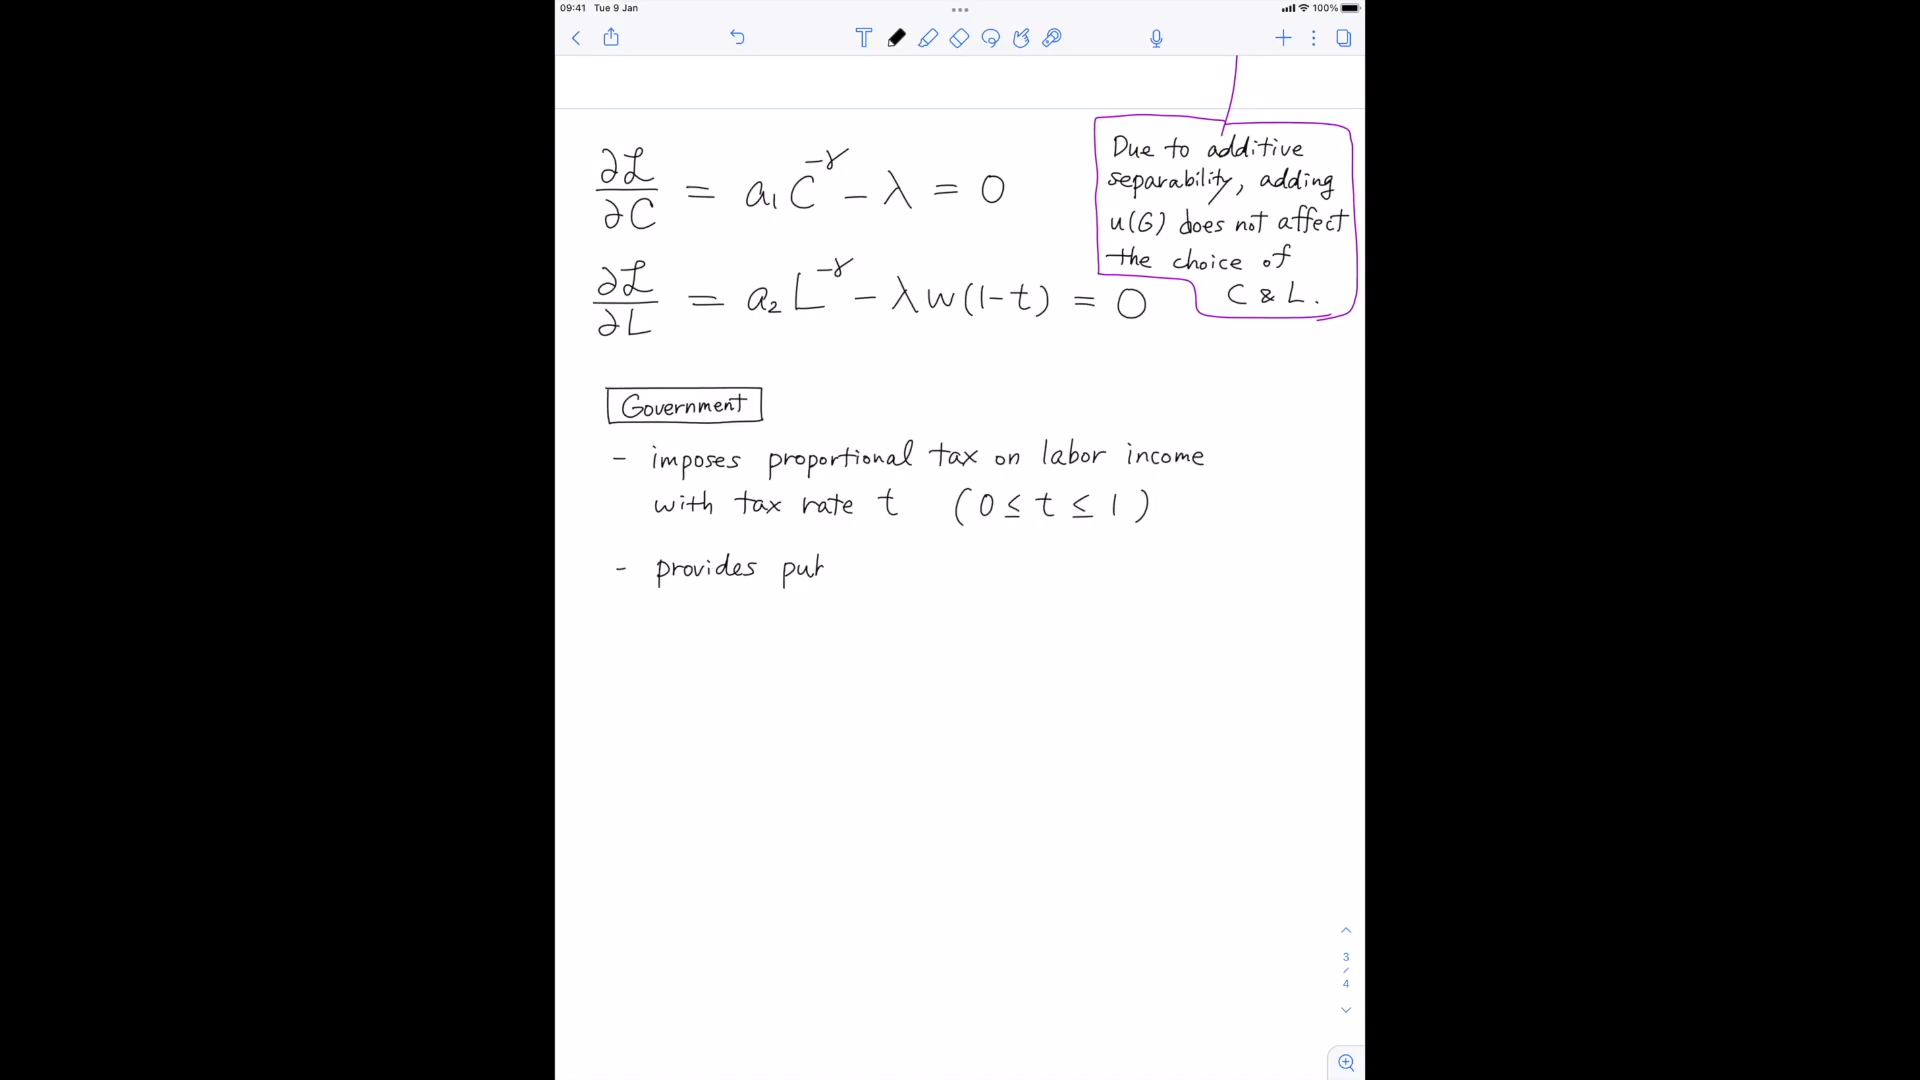 09:41 Tue 9 Jan
100%
∂ℒ/∂C = a₁C^{-γ} - λ = 0
∂ℒ/∂L = a₂L^{-γ} - λw(1-t) = 0
Due to additive
separability, adding
u(G) does not affect
the choice of
C & L.
Government
- imposes proportional tax on labor income
with tax rate t (0 ≤ t ≤ 1)
- provides
3
/
4